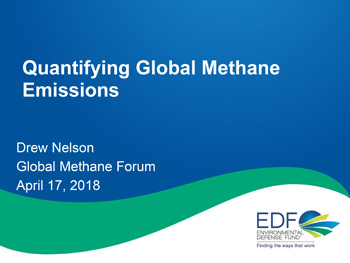 Quantifying Global Methane
Emissions
Drew Nelson
Global Methane Forum
April 17, 2018
EDF
ENVIRONMENTAL
DEFENSE FUND®
Finding the ways that work